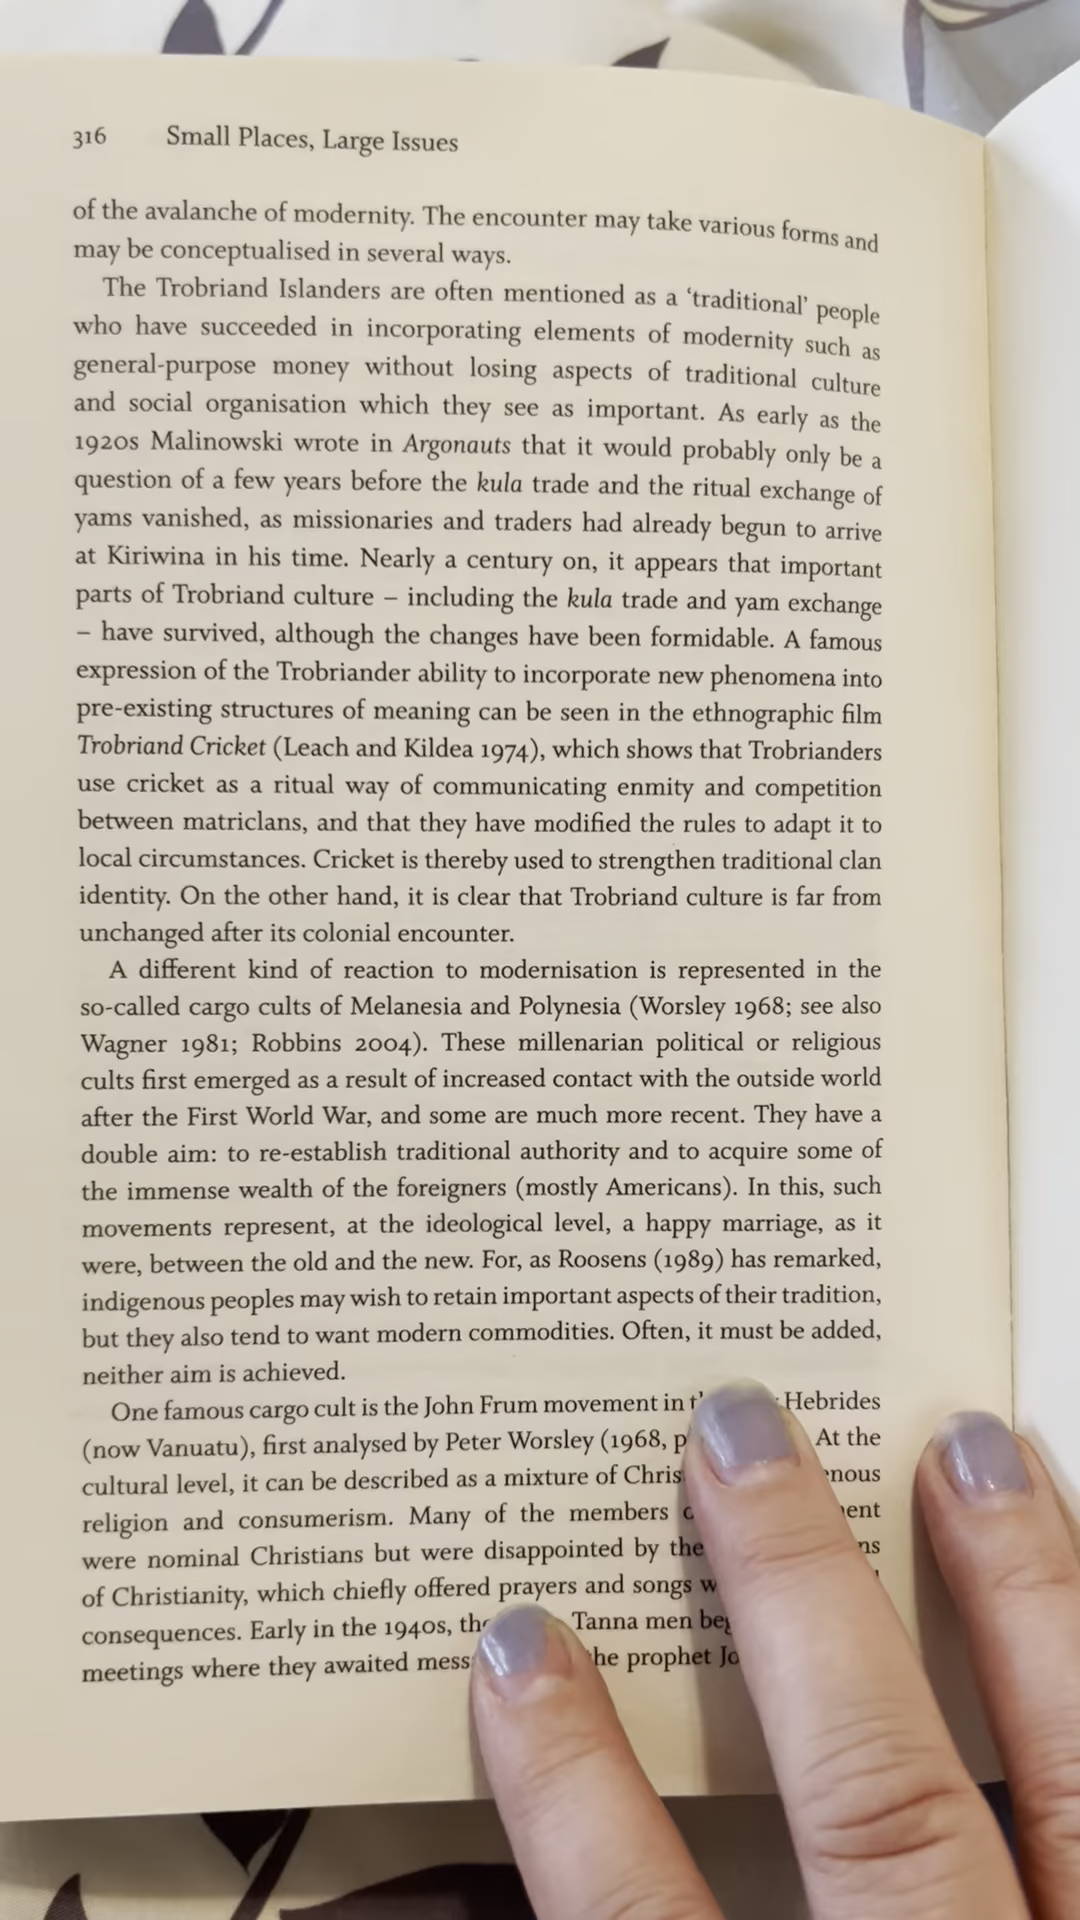 316 Small Places, Large Issues
of the avalanche of modernity. The encounter may take various forms and
may be conceptualised in several ways.
The Trobriand Islanders are often mentioned as a ‘traditional’ people
who have succeeded in incorporating elements of modernity such as
general-purpose money without losing aspects of traditional culture
and social organisation which they see as important. As early as the
1920s Malinowski wrote in Argonauts that it would probably only be a
question of a few years before the kula trade and the ritual exchange of
yams vanished, as missionaries and traders had already begun to arrive
at Kiriwina in his time. Nearly a century on, it appears that important
parts of Trobriand culture – including the kula trade and yam exchange
– have survived, although the changes have been formidable. A famous
expression of the Trobriander ability to incorporate new phenomena into
pre-existing structures of meaning can be seen in the ethnographic film
Trobriand Cricket (Leach and Kildea 1974), which shows that Trobrianders
use cricket as a ritual way of communicating enmity and competition
between matriclans, and that they have modified the rules to adapt it to
local circumstances. Cricket is thereby used to strengthen traditional clan
identity. On the other hand, it is clear that Trobriand culture is far from
unchanged after its colonial encounter.
A different kind of reaction to modernisation is represented in the
so-called cargo cults of Melanesia and Polynesia (Worsley 1968; see also
Wagner 1981; Robbins 2004). These millenarian political or religious
cults first emerged as a result of increased contact with the outside world
after the First World War, and some are much more recent. They have a
double aim: to re-establish traditional authority and to acquire some of
the immense wealth of the foreigners (mostly Americans). In this, such
movements represent, at the ideological level, a happy marriage, as it
were, between the old and the new. For, as Roosens (1989) has remarked,
indigenous peoples may wish to retain important aspects of their tradition,
but they also tend to want modern commodities. Often, it must be added,
neither aim is achieved.
One famous cargo cult is the John Frum movement in Hebrides
(now Vanuatu), first analysed by Peter Worsley (1968, At the
cultural level, it can be described as a mixture of
religion and consumerism. Many of the members
were nominal Christians but were disappointed by the
of Christianity, which chiefly offered prayers and songs
consequences. Early in the 1940s, Tanna men
meetings where they awaited the prophet